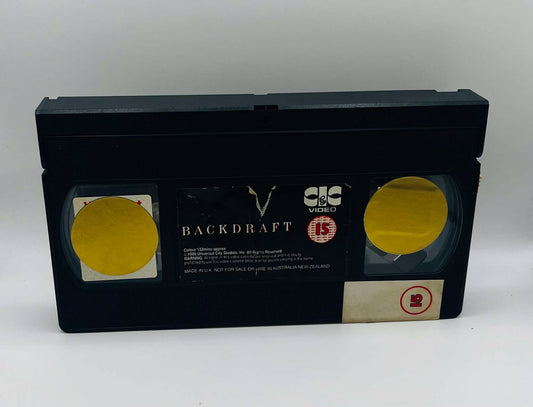 CIC
VIDEO
BACKDRAFT
15
Colour 132mins approx
© 1990 Universal City Studios, Inc. All Rights Reserved
WARNING:
MADE IN U.K. NOT FOR SALE OR HIRE IN AUSTRALIA NEW ZEALAND
15